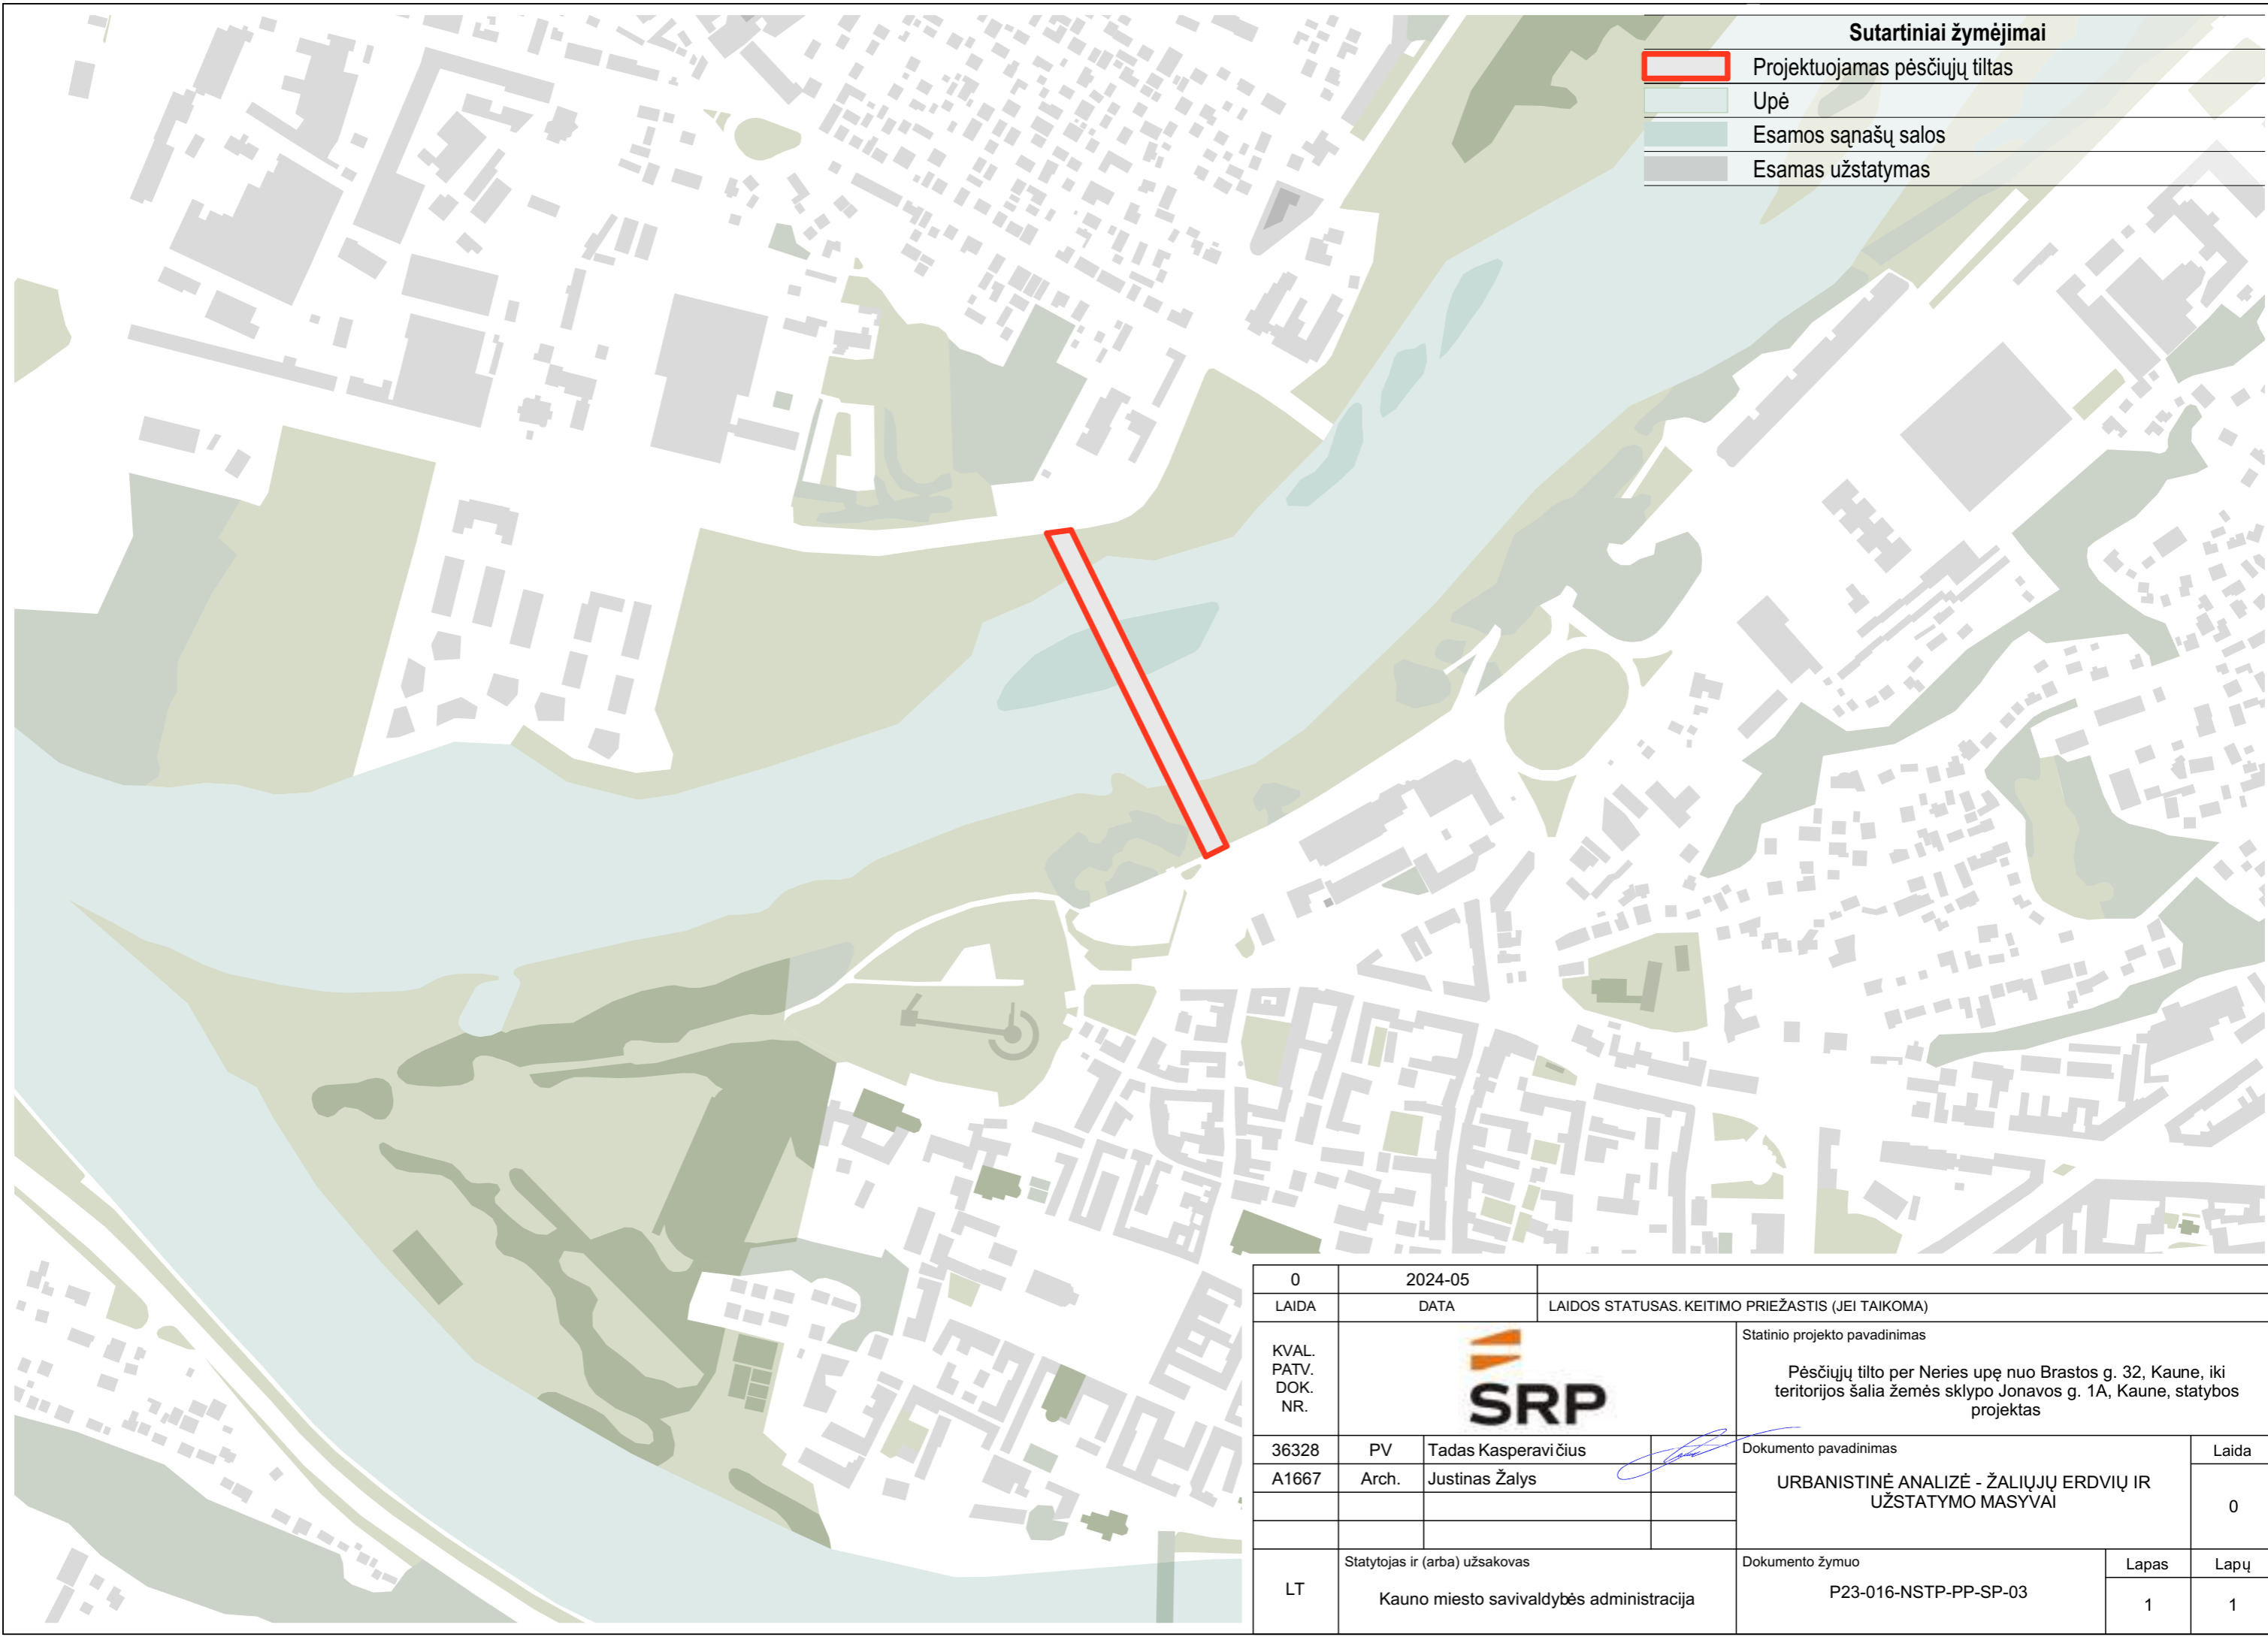 Sutartiniai žymėjimai
Projektuojamas pėsčiųjų tiltas
Upė
Esamos sąnašų salos
Esamas užstatymas
0
2024-05
LAIDA
DATA
LAIDOS STATUSAS. KEITIMO PRIEŽASTIS (JEI TAIKOMA)
KVAL.
PATV.
DOK.
NR.
SRP
Statinio projekto pavadinimas
Pėsčiųjų tilto per Neries upę nuo Brastos g. 32, Kaune, iki
teritorijos šalia žemės sklypo Jonavos g. 1A, Kaune, statybos
projektas
36328
PV
Tadas Kasperavičius
A1667
Arch.
Justinas Žalys
Dokumento pavadinimas
URBANISTINĖ ANALIZĖ - ŽALIŲJŲ ERDVIŲ IR
UŽSTATYMO MASYVAI
Laida
0
LT
Statytojas ir (arba) užsakovas
Kauno miesto savivaldybės administracija
Dokumento žymuo
P23-016-NSTP-PP-SP-03
Lapas
Lapų
1
1